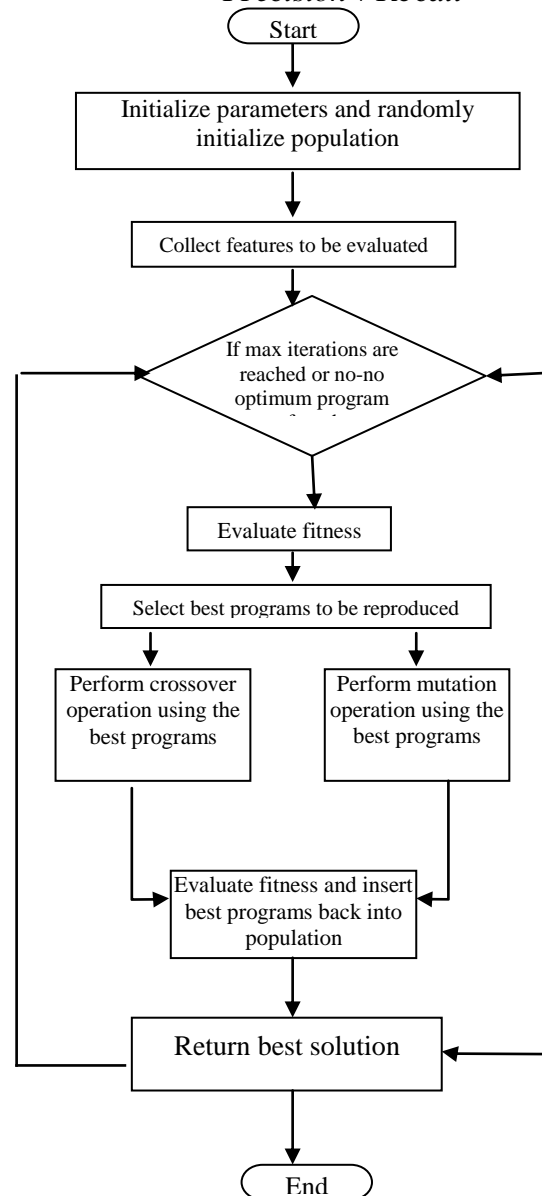 Start
Initialize parameters and randomly
initialize population
Collect features to be evaluated
If max iterations are
reached or no-no
optimum program
Evaluate fitness
Select best programs to be reproduced
Perform crossover
operation using the
best programs
Perform mutation
operation using the
best programs
Evaluate fitness and insert
best programs back into
population
Return best solution
End